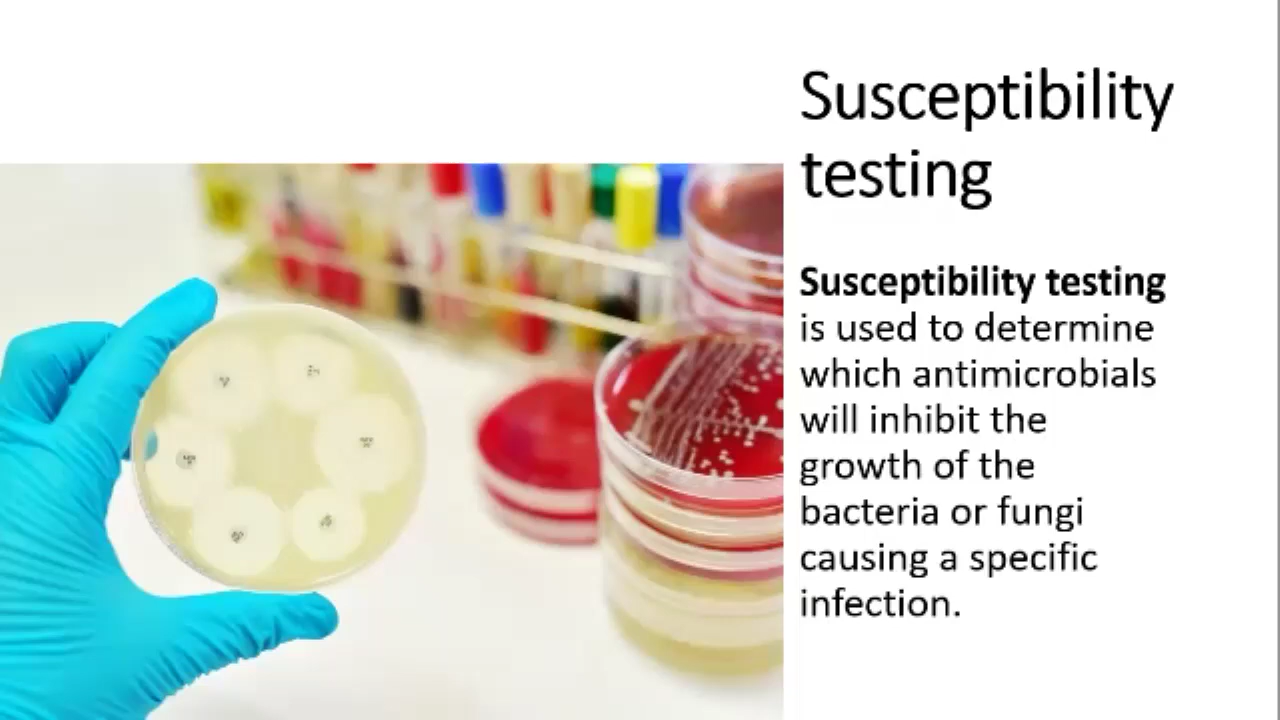 Susceptibility
testing
Susceptibility testing
is used to determine
which antimicrobials
will inhibit the
growth of the
bacteria or fungi
causing a specific
infection.